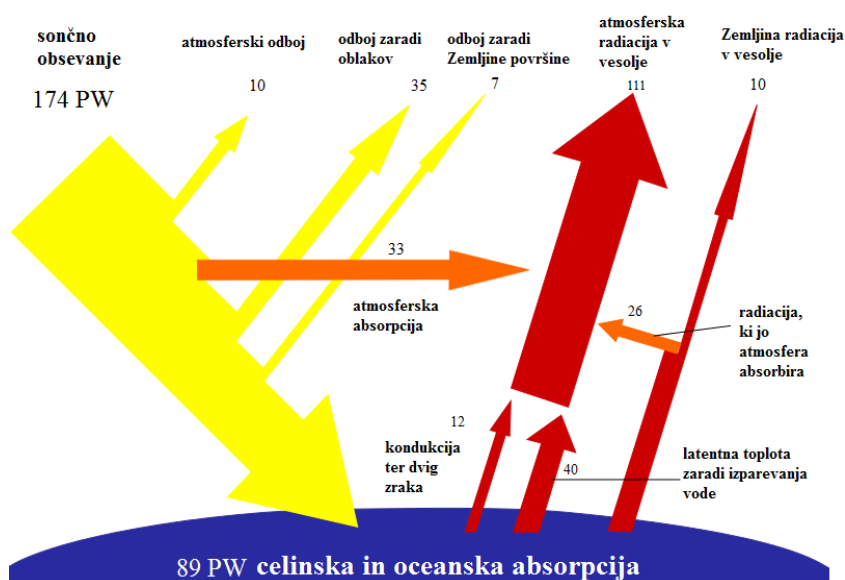 sončno
obsevanje
174 PW
atmosferski odboj
10
odboj zaradi
oblakov
35
odboj zaradi
Zemljine površine
7
atmosferska
radiacija v
vesolje
111
Zemljina radiacija
v vesolje
10
33
atmosferska
absorpcija
26
radiacija,
ki jo
atmosfera
absorbira
12
kondukcija
ter dvig
zraka
40
latentna toplota
zaradi izparevanja
vode
89 PW celinska in oceanska absorpcija